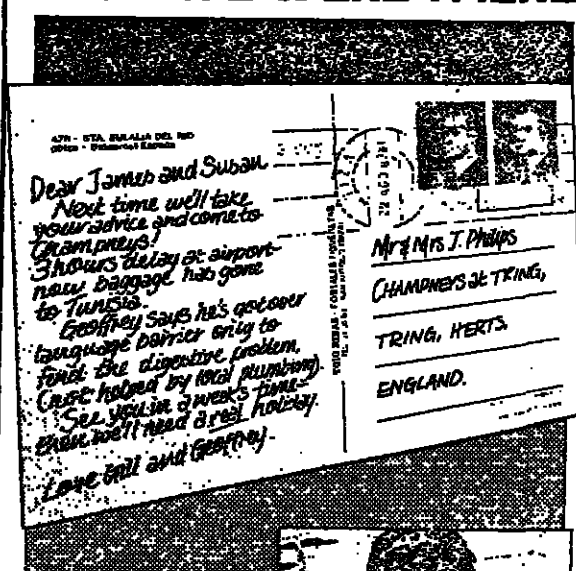 Dear James and Susan
Next time we'll take
your advice and come to
Champneys!
3 hours delay at airport-
now baggage has gone
to Tunisia.
Geoffrey says he's got over
language barrier only to
find the digestive problem.
(not helped by local plumbing).
See you in a week's time-
then we'll need a real holiday.
Love Gill and Geoffrey.
Mr & Mrs J. Philips
CHAMPNEYS at TRING,
TRING, HERTS.
ENGLAND.